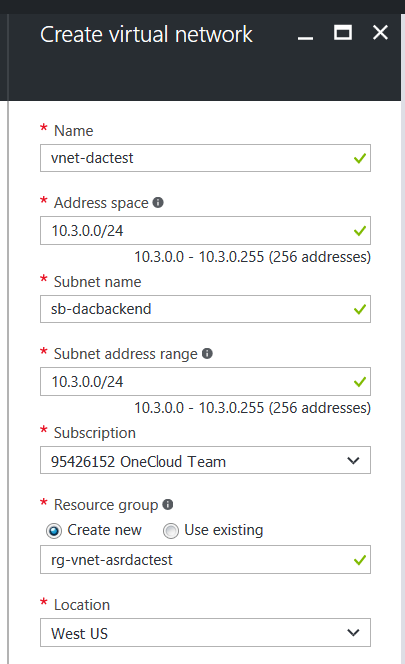 Create virtual network
* Name
vnet-dactest
* Address space
10.3.0.0/24
10.3.0.0 - 10.3.0.255 (256 addresses)
* Subnet name
sb-dacbackend
* Subnet address range
10.3.0.0/24
10.3.0.0 - 10.3.0.255 (256 addresses)
* Subscription
95426152 OneCloud Team
* Resource group
Create new Use existing
rg-vnet-asrdactest
* Location
West US